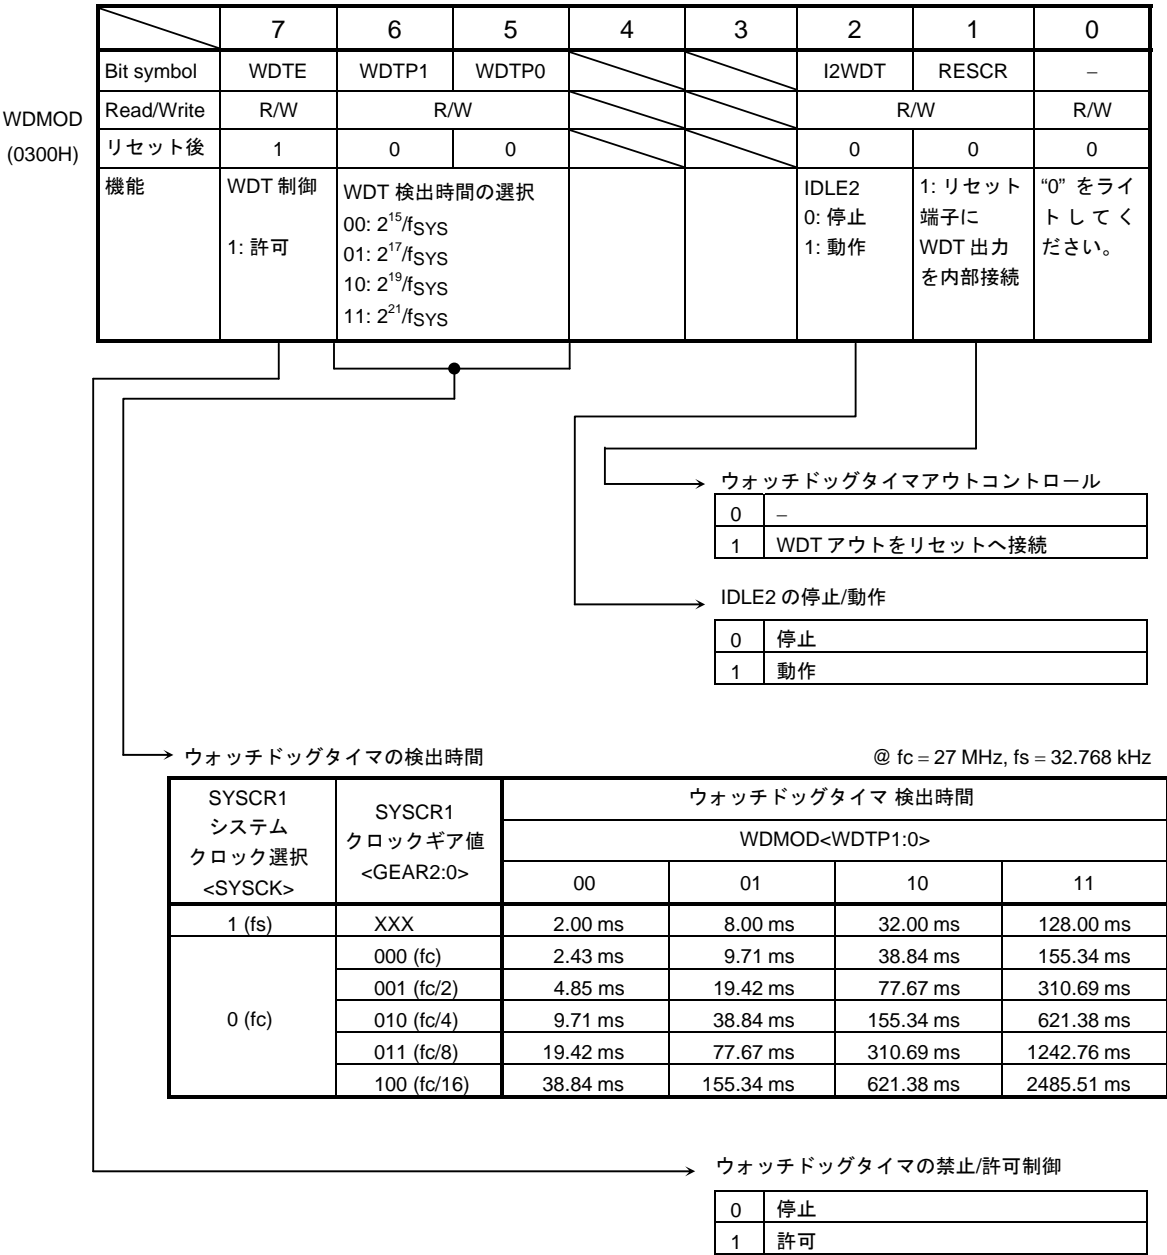 7 6 5 4 3 2 1 0
Bit symbol WDTE WDTP1 WDTP0 I2WDT RESCR −
WDMOD
(0300H)
Read/Write R/W R/W R/W R/W
リセット後 1 0 0 0 0 0
機能
WDT 制御
1: 許可
WDT 検出時間の選択
00: 2^15/fSYS
01: 2^17/fSYS
10: 2^19/fSYS
11: 2^21/fSYS
IDLE2
0: 停止
1: 動作
1: リセット
端子に
WDT 出力
を内部接続
“0” をライ
トしてく
ださい。
ウォッチドッグタイマアウトコントロール
0 −
1 WDT アウトをリセットへ接続
IDLE2 の停止/動作
0 停止
1 動作
ウォッチドッグタイマの検出時間 @ fc = 27 MHz, fs = 32.768 kHz
SYSCR1
システム
クロック選択
<SYSCK>
SYSCR1
クロックギア値
<GEAR2:0>
ウォッチドッグタイマ 検出時間
WDMOD<WDTP1:0>
00 01 10 11
1 (fs) XXX 2.00 ms 8.00 ms 32.00 ms 128.00 ms
0 (fc)
000 (fc) 2.43 ms 9.71 ms 38.84 ms 155.34 ms
001 (fc/2) 4.85 ms 19.42 ms 77.67 ms 310.69 ms
010 (fc/4) 9.71 ms 38.84 ms 155.34 ms 621.38 ms
011 (fc/8) 19.42 ms 77.67 ms 310.69 ms 1242.76 ms
100 (fc/16) 38.84 ms 155.34 ms 621.38 ms 2485.51 ms
ウォッチドッグタイマの禁止/許可制御
0 停止
1 許可